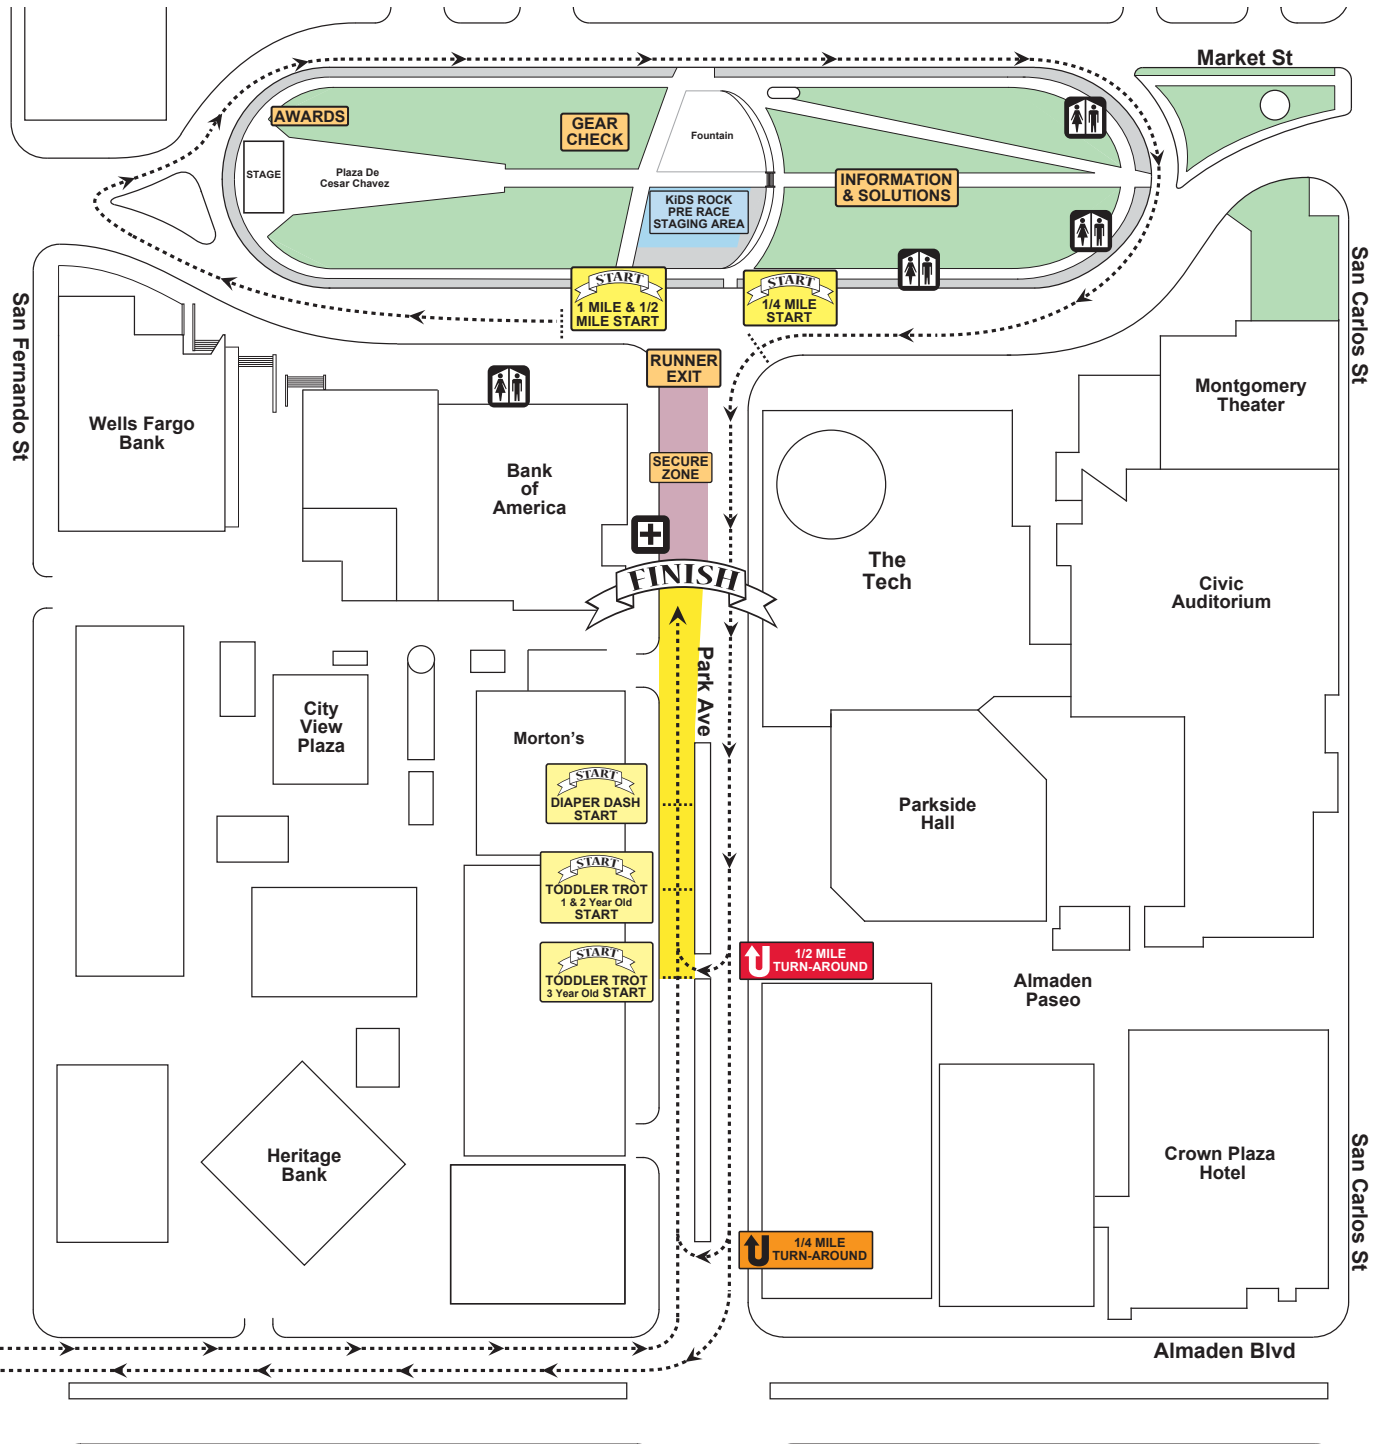 Market St
AWARDS
GEAR
CHECK
Fountain
STAGE
Plaza De
Cesar Chavez
INFORMATION
& SOLUTIONS
KiDS ROCK
PRE RACE
STAGING AREA
START
1 MILE & 1/2
MILE START
START
1/4 MILE
START
San Fernando St
San Carlos St
RUNNER
EXIT
Montgomery
Theater
Wells Fargo
Bank
SECURE
ZONE
Bank
of
America
The
Tech
FINISH
Civic
Auditorium
Park Ave
City
View
Plaza
Morton's
START
DIAPER DASH
START
Parkside
Hall
START
TODDLER TROT
1 & 2 Year Old
START
START
TODDLER TROT
3 Year Old START
1/2 MILE
TURN-AROUND
Almaden
Paseo
Heritage
Bank
Crown Plaza
Hotel
San Carlos St
1/4 MILE
TURN-AROUND
Almaden Blvd